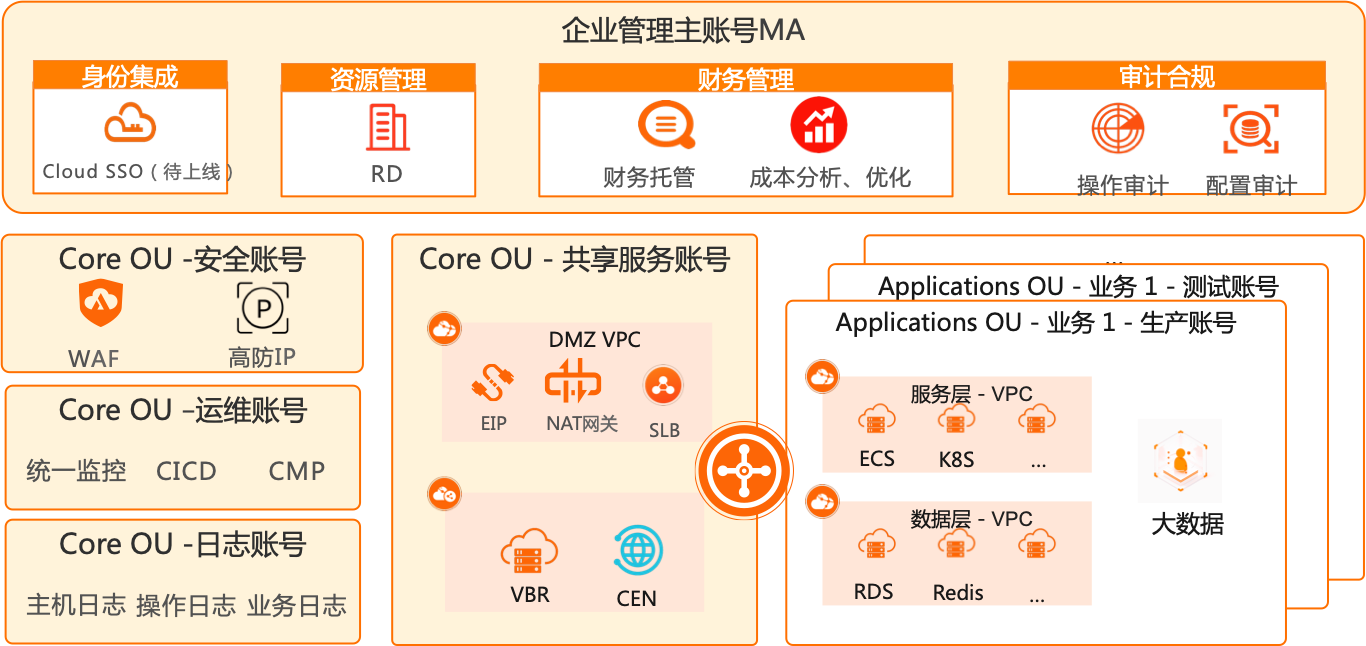 企业管理主账号MA
身份集成
Cloud SSO（待上线）
资源管理
RD
财务管理
财务托管
成本分析、优化
审计合规
操作审计
配置审计
Core OU -安全账号
WAF
P
高防IP
Core OU –运维账号
统一监控
CICD
CMP
Core OU -日志账号
主机日志
操作日志
业务日志
Core OU - 共享服务账号
DMZ VPC
EIP
NAT网关
SLB
VBR
CEN
...
Applications OU - 业务 1 - 测试账号
Applications OU - 业务 1 - 生产账号
服务层 - VPC
ECS
K8S
...
数据层 - VPC
RDS
Redis
...
大数据